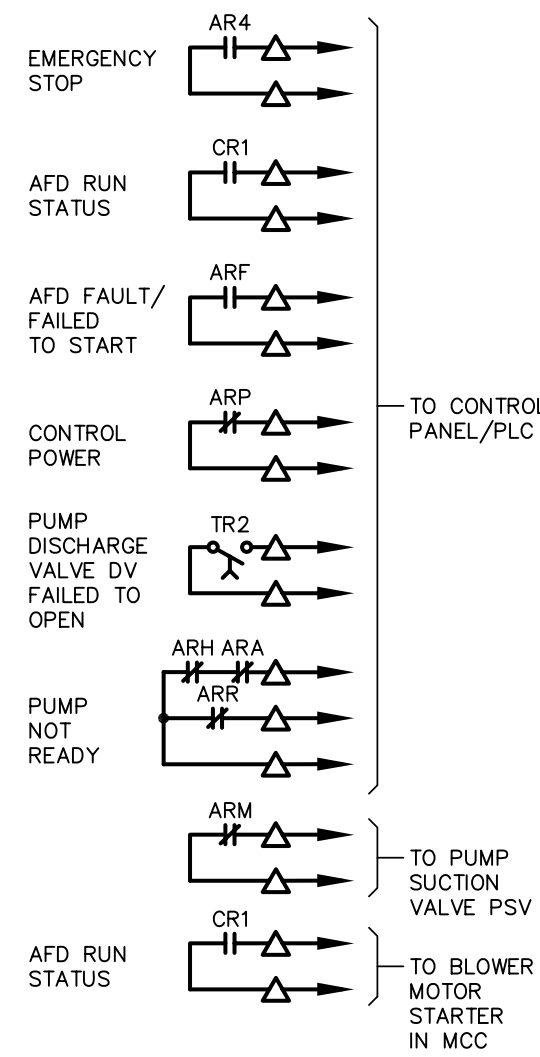 AR4
EMERGENCY
STOP
CR1
AFD RUN
STATUS
ARF
AFD FAULT/
FAILED
TO START
ARP
CONTROL
POWER
TO CONTROL
PANEL/PLC
PUMP
DISCHARGE
VALVE DV
FAILED TO
OPEN
TR2
ARH ARA
ARR
PUMP
NOT
READY
ARM
TO PUMP
SUCTION
VALVE PSV
CR1
AFD RUN
STATUS
TO BLOWER
MOTOR
STARTER
IN MCC